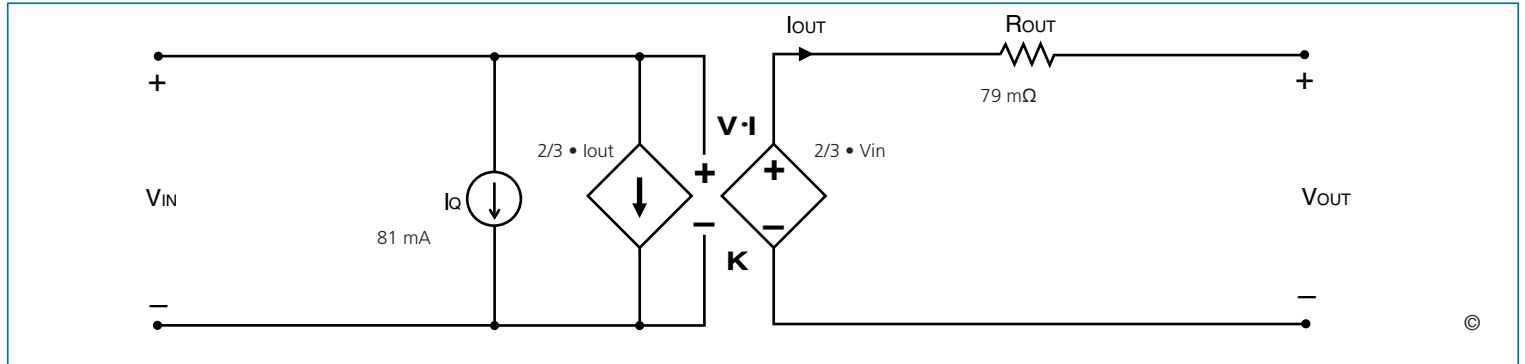 IOUT
ROUT
+
+
79 mΩ
V·I
2/3 • Iout
2/3 • Vin
+
+
VIN
IQ
VOUT
81 mA
–
–
K
–
–
©